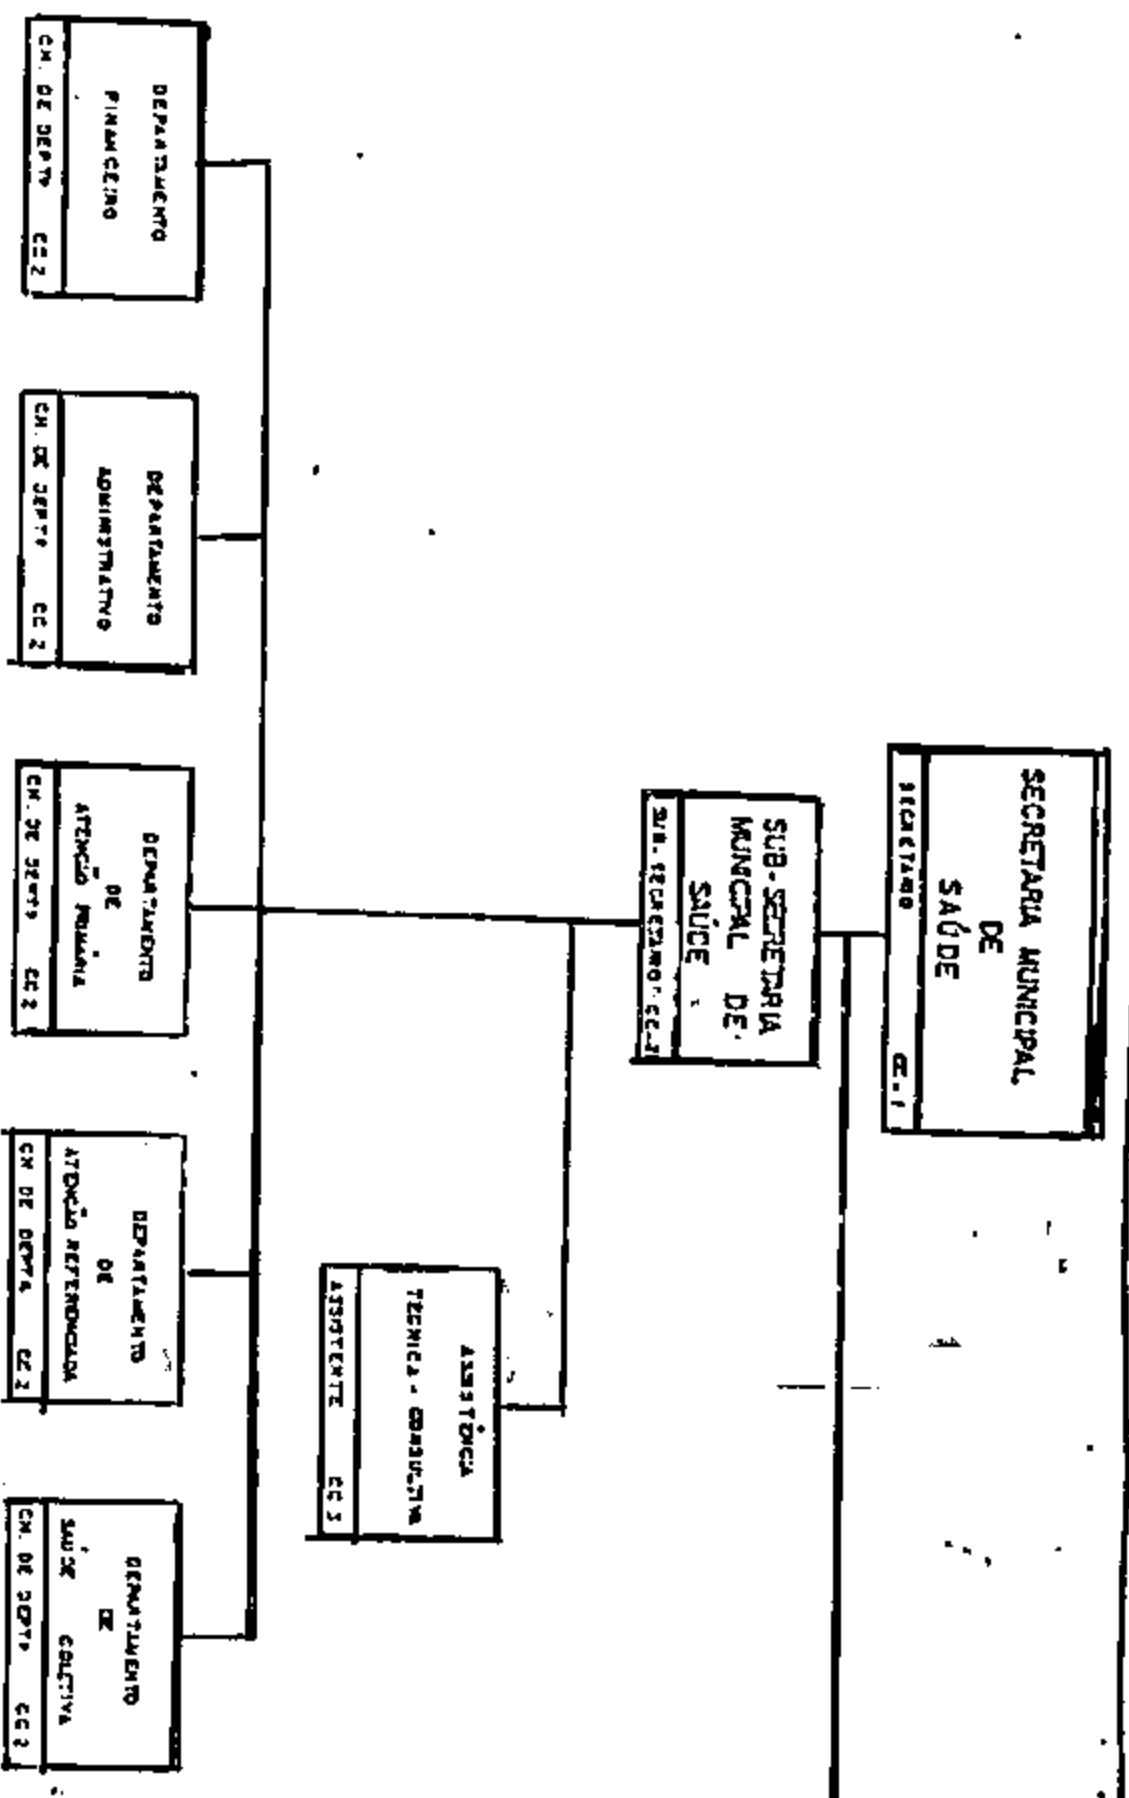 SECRETARIA MUNICIPAL
DE
SAÚDE
SECRETARIO CC-1
SUB-SECRETARIA
MUNICIPAL DE
SAÚDE
SUB-SECRETARIO
ASSISTÊNCIA
TÉCNICA - CONSULTIVA
ASSISTENTE
DEPARTAMENTO
FINANCEIRO
CH. DE DEPTº CC 2
DEPARTAMENTO
ADMINISTRATIVO
CH. DE DEPTº CC 2
DEPARTAMENTO
DE
ATENÇÃO PRIMÁRIA
CH. DE DEPTº CC 2
DEPARTAMENTO
DE
ATENÇÃO REFERENCIADA
CH DE DEPTº CC 2
DEPARTAMENTO
DE
SAÚDE COLETIVA
CH. DE DEPTº CC 2